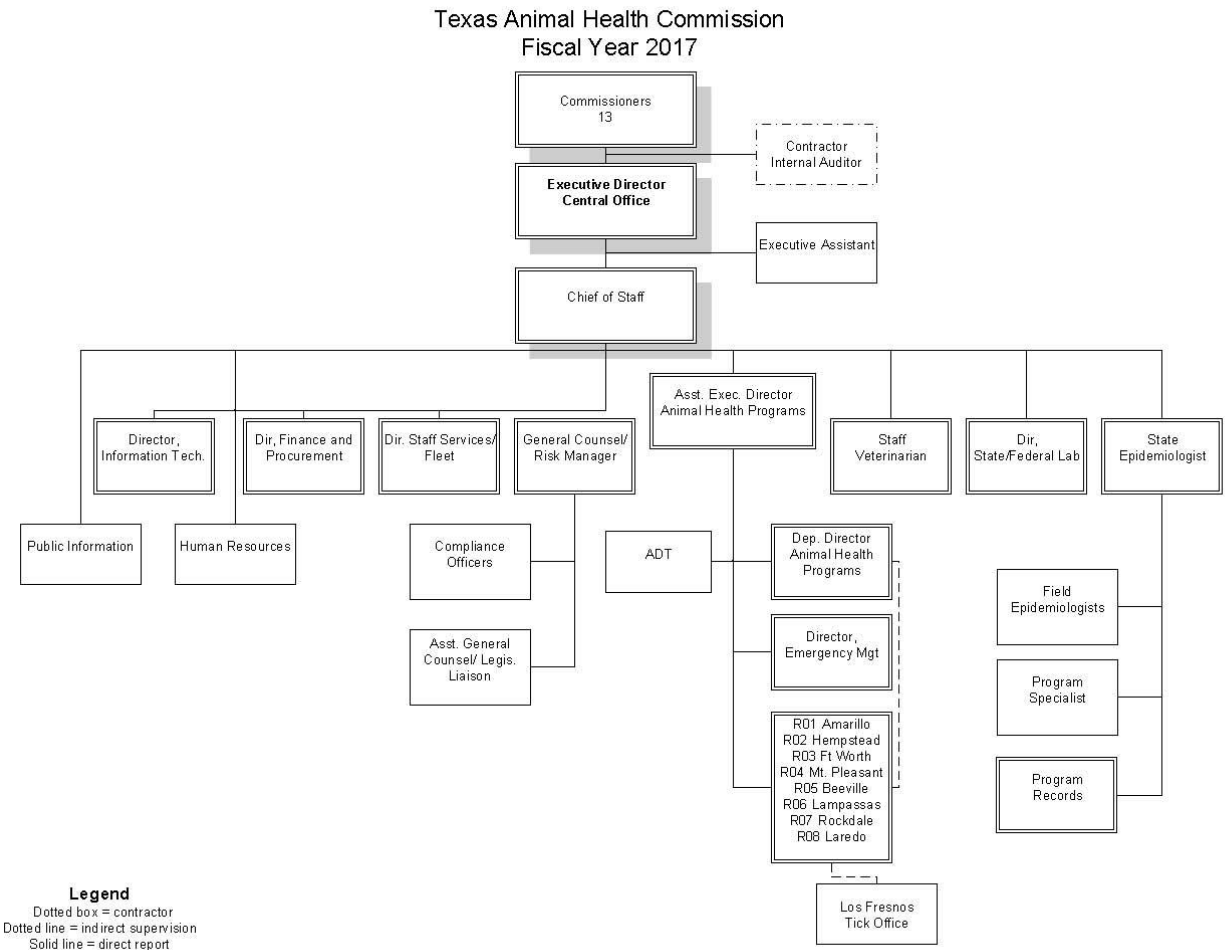 Texas Animal Health Commission
Fiscal Year 2017
Commissioners
13
Contractor
Internal Auditor
Executive Director
Central Office
Executive Assistant
Chief of Staff
Asst. Exec. Director
Animal Health Programs
Director,
Information Tech.
Dir, Finance and
Procurement
Dir. Staff Services/
Fleet
General Counsel/
Risk Manager
Staff
Veterinarian
Dir,
State/Federal Lab
State
Epidemiologist
Public Information
Human Resources
Compliance
Officers
ADT
Dep. Director
Animal Health
Programs
Field
Epidemiologists
Asst. General
Counsel/ Legis.
Liaison
Director,
Emergency Mgt
Program
Specialist
R01 Amarillo
R02 Hempstead
R03 Ft Worth
R04 Mt. Pleasant
R05 Beeville
R06 Lampassas
R07 Rockdale
R08 Laredo
Program
Records
Los Fresnos
Tick Office
Legend
Dotted box = contractor
Dotted line = indirect supervision
Solid line = direct report